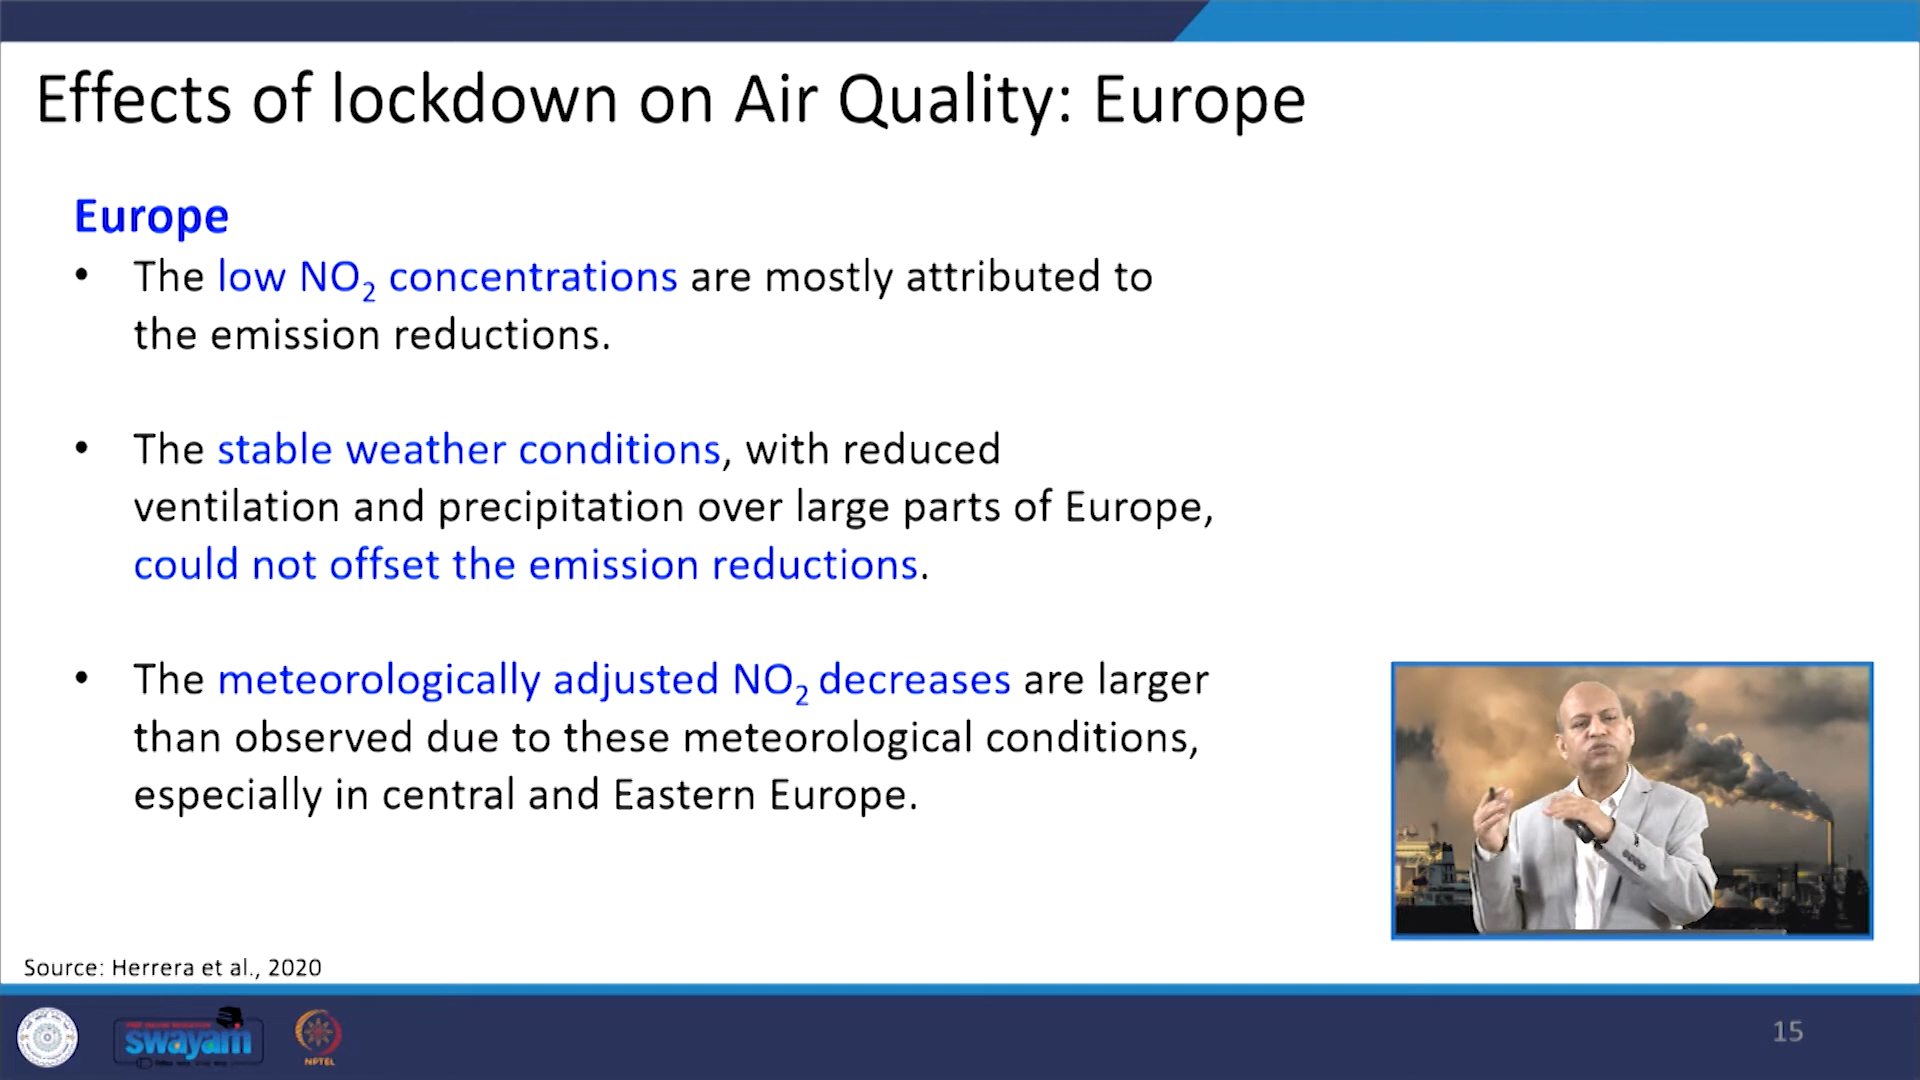 Effects of lockdown on Air Quality: Europe
Europe
• The low NO₂ concentrations are mostly attributed to
the emission reductions.
• The stable weather conditions, with reduced
ventilation and precipitation over large parts of Europe,
could not offset the emission reductions.
• The meteorologically adjusted NO₂ decreases are larger
than observed due to these meteorological conditions,
especially in central and Eastern Europe.
Source: Herrera et al., 2020
swayam
NPTEL
15